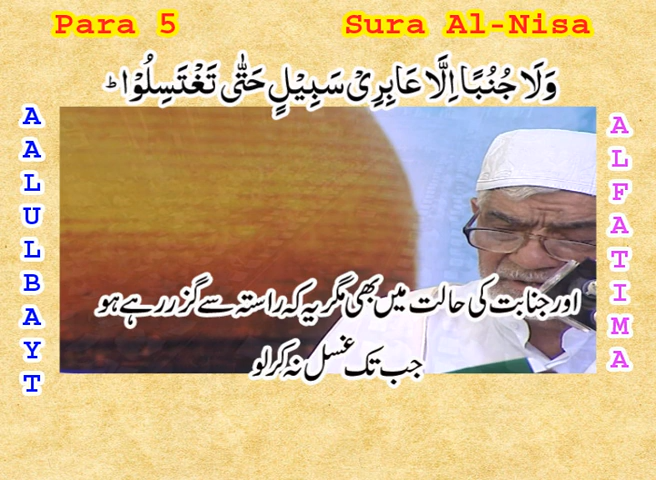 Para 5 Sura Al-Nisa
وَلَا جُنُبًا اِلَّا عَابِرِیْ سَبِیْلٍ حَتّٰی تَغْتَسِلُوْا ؕ
AALULBAYT
ALFATIMA
اور جنابت کی حالت میں بھی مگر یہ کہ راستہ سے گزر رہے ہو
جب تک غسل نہ کرلو